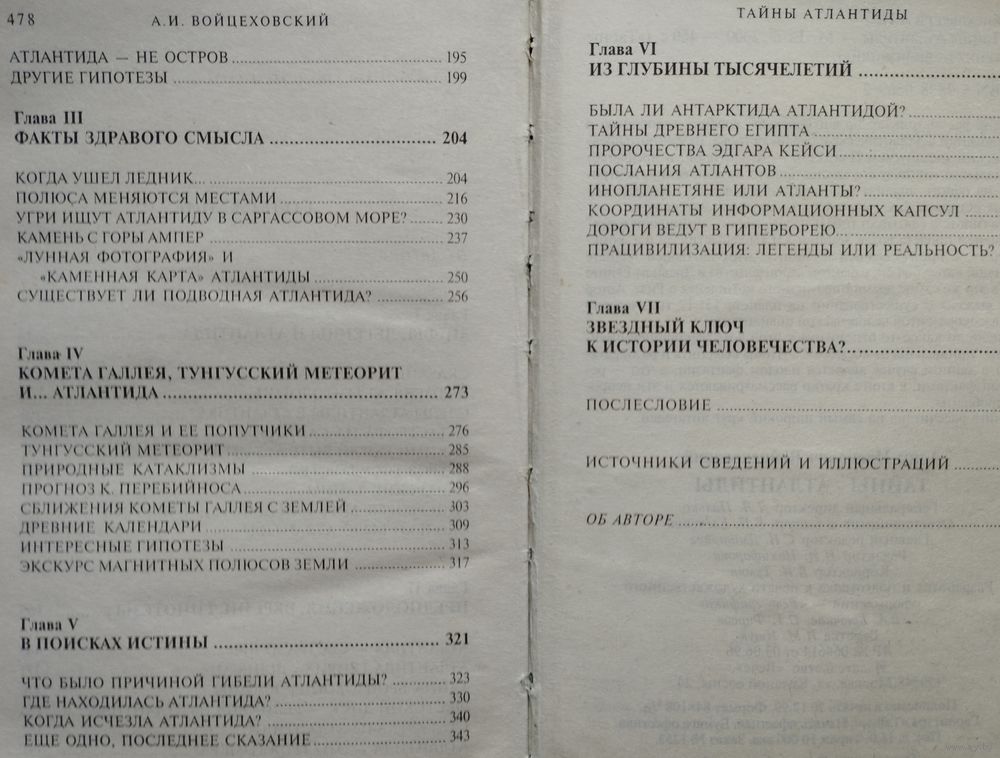 478
А.И. ВОЙЦЕХОВСКИЙ
АТЛАНТИДА — НЕ ОСТРОВ 195
ДРУГИЕ ГИПОТЕЗЫ 199
Глава III
ФАКТЫ ЗДРАВОГО СМЫСЛА 204
КОГДА УШЕЛ ЛЕДНИК... 204
ПОЛЮСА МЕНЯЮТСЯ МЕСТАМИ 216
УГРИ ИЩУТ АТЛАНТИДУ В САРГАССОВОМ МОРЕ? 230
КАМЕНЬ С ГОРЫ АМПЕР 237
«ЛУННАЯ ФОТОГРАФИЯ» И
«КАМЕННАЯ КАРТА» АТЛАНТИДЫ 250
СУЩЕСТВУЕТ ЛИ ПОДВОДНАЯ АТЛАНТИДА? 256
Глава IV
КОМЕТА ГАЛЛЕЯ, ТУНГУССКИЙ МЕТЕОРИТ
И... АТЛАНТИДА 273
КОМЕТА ГАЛЛЕЯ И ЕЕ ПОПУТЧИКИ 276
ТУНГУССКИЙ МЕТЕОРИТ 285
ПРИРОДНЫЕ КАТАКЛИЗМЫ 288
ПРОГНОЗ К. ПЕРЕБИЙНОСА 296
СБЛИЖЕНИЯ КОМЕТЫ ГАЛЛЕЯ С ЗЕМЛЕЙ 303
ДРЕВНИЕ КАЛЕНДАРИ 309
ИНТЕРЕСНЫЕ ГИПОТЕЗЫ 313
ЭКСКУРС МАГНИТНЫХ ПОЛЮСОВ ЗЕМЛИ 317
Глава V
В ПОИСКАХ ИСТИНЫ 321
ЧТО БЫЛО ПРИЧИНОЙ ГИБЕЛИ АТЛАНТИДЫ? 323
ГДЕ НАХОДИЛАСЬ АТЛАНТИДА? 330
КОГДА ИСЧЕЗЛА АТЛАНТИДА? 340
ЕЩЕ ОДНО, ПОСЛЕДНЕЕ СКАЗАНИЕ 343
ТАЙНЫ АТЛАНТИДЫ
Глава VI
ИЗ ГЛУБИНЫ ТЫСЯЧЕЛЕТИЙ
БЫЛА ЛИ АНТАРКТИДА АТЛАНТИДОЙ?
ТАЙНЫ ДРЕВНЕГО ЕГИПТА
ПРОРОЧЕСТВА ЭДГАРА КЕЙСИ
ПОСЛАНИЯ АТЛАНТОВ
ИНОПЛАНЕТЯНЕ ИЛИ АТЛАНТЫ?
КООРДИНАТЫ ИНФОРМАЦИОННЫХ КАПСУЛ
ДОРОГИ ВЕДУТ В ГИПЕРБОРЕЮ
ПРАЦИВИЛИЗАЦИЯ: ЛЕГЕНДЫ ИЛИ РЕАЛЬНОСТЬ?
Глава VII
ЗВЕЗДНЫЙ КЛЮЧ
К ИСТОРИИ ЧЕЛОВЕЧЕСТВА?
ПОСЛЕСЛОВИЕ
ИСТОЧНИКИ СВЕДЕНИЙ И ИЛЛЮСТРАЦИЙ
ОБ АВТОРЕ